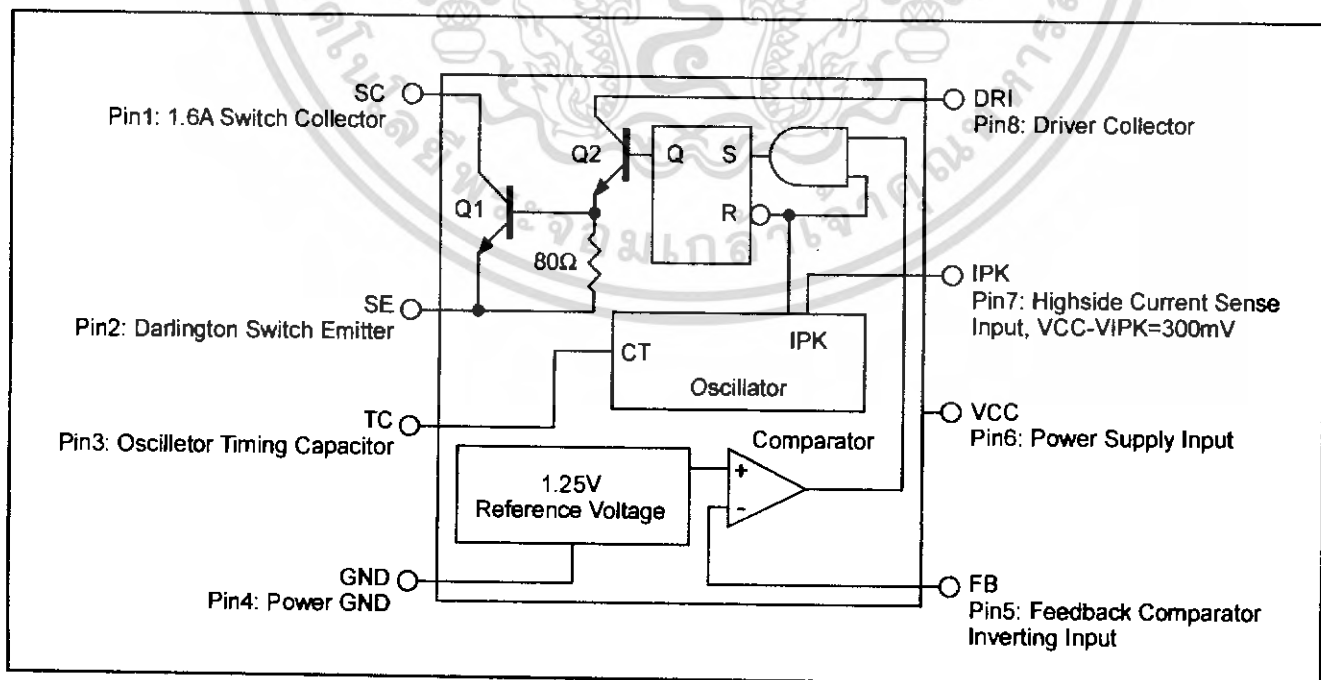 SC
Pin1: 1.6A Switch Collector
DRI
Pin8: Driver Collector
Q2
Q
S
R
Q1
80Ω
SE
Pin2: Darlington Switch Emitter
IPK
Pin7: Highside Current Sense
Input, VCC-VIPK=300mV
CT
IPK
Oscillator
TC
Pin3: Oscilletor Timing Capacitor
VCC
Pin6: Power Supply Input
Comparator
1.25V
Reference Voltage
+
-
GND
Pin4: Power GND
FB
Pin5: Feedback Comparator
Inverting Input